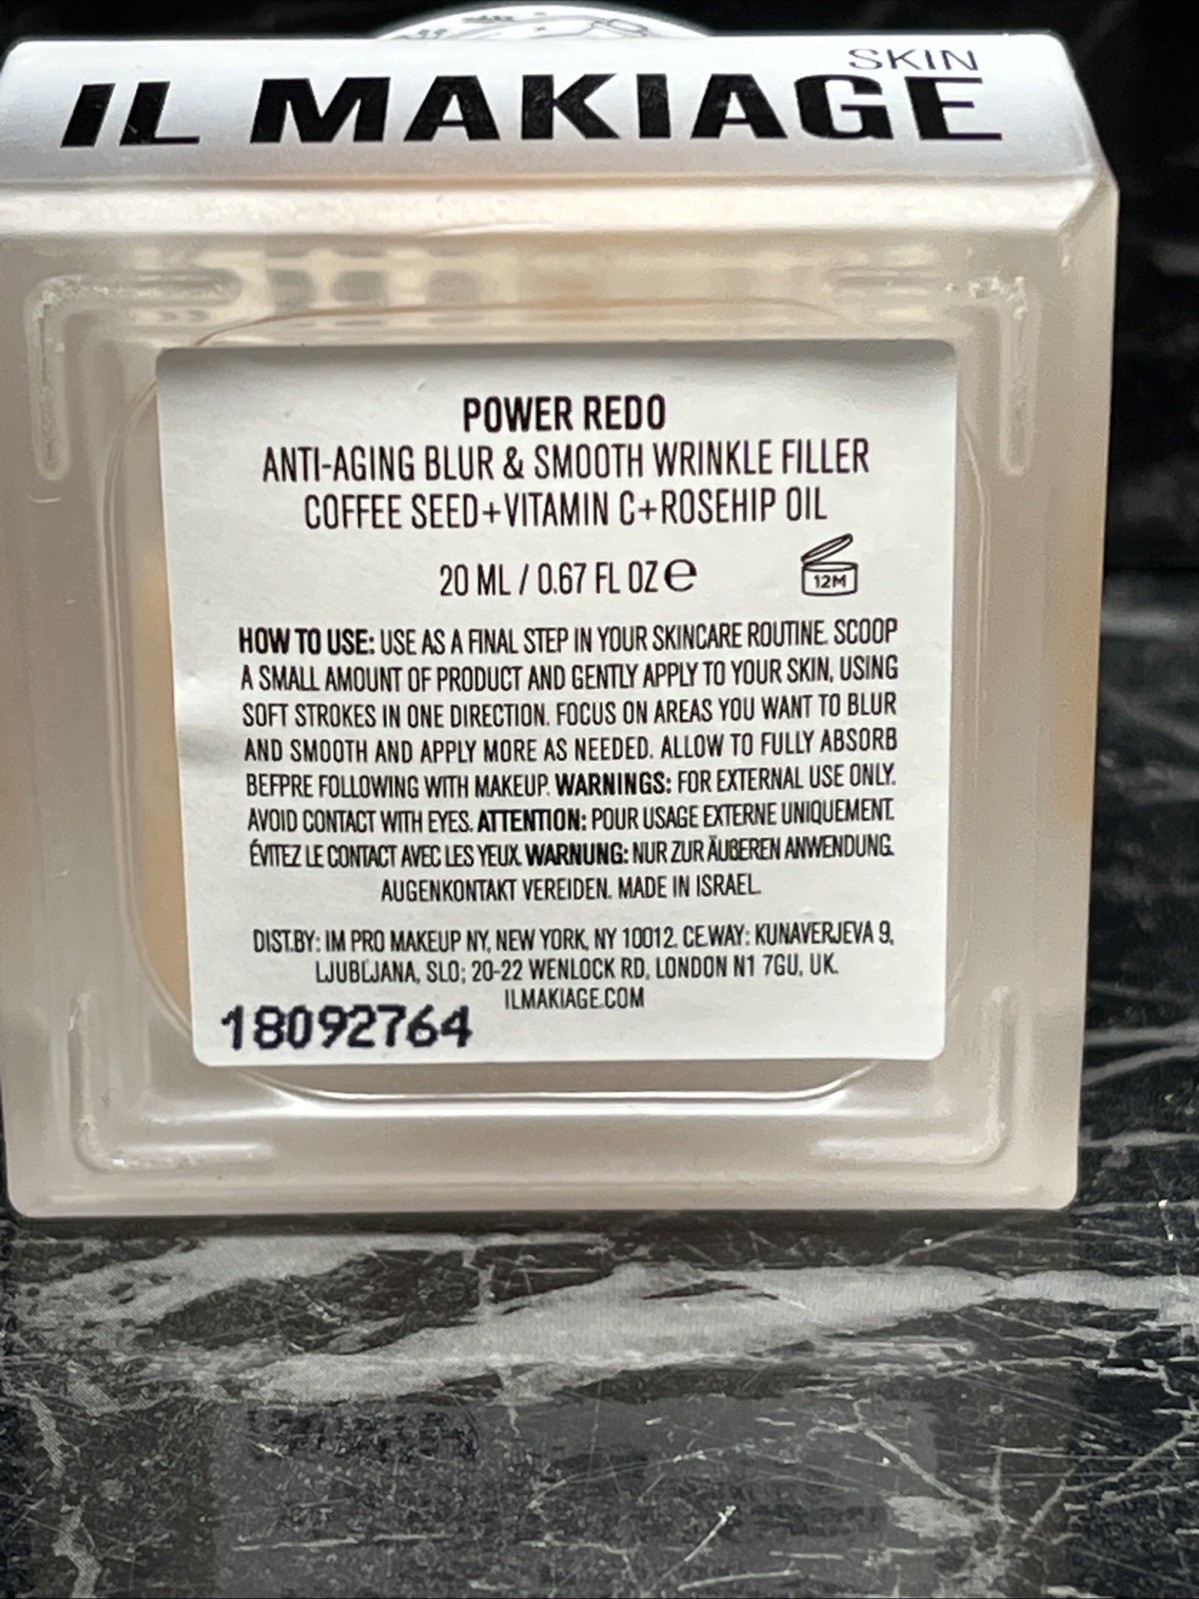 SKIN
IL MAKIAGE
POWER REDO
ANTI-AGING BLUR & SMOOTH WRINKLE FILLER
COFFEE SEED+VITAMIN C+ROSEHIP OIL
20 ML / 0.67 FL OZ e
12M
HOW TO USE: USE AS A FINAL STEP IN YOUR SKINCARE ROUTINE. SCOOP
A SMALL AMOUNT OF PRODUCT AND GENTLY APPLY TO YOUR SKIN, USING
SOFT STROKES IN ONE DIRECTION. FOCUS ON AREAS YOU WANT TO BLUR
AND SMOOTH AND APPLY MORE AS NEEDED. ALLOW TO FULLY ABSORB
BEFPRE FOLLOWING WITH MAKEUP. WARNINGS: FOR EXTERNAL USE ONLY.
AVOID CONTACT WITH EYES. ATTENTION: POUR USAGE EXTERNE UNIQUEMENT.
ÉVITEZ LE CONTACT AVEC LES YEUX. WARNUNG: NUR ZUR ÄUßEREN ANWENDUNG.
AUGENKONTAKT VEREIDEN. MADE IN ISRAEL.
DIST.BY: IM PRO MAKEUP NY, NEW YORK, NY 10012. CE.WAY: KUNAVERJEVA 9,
LJUBLJANA, SLO; 20-22 WENLOCK RD, LONDON N1 7GU, UK.
ILMAKIAGE.COM
18092764